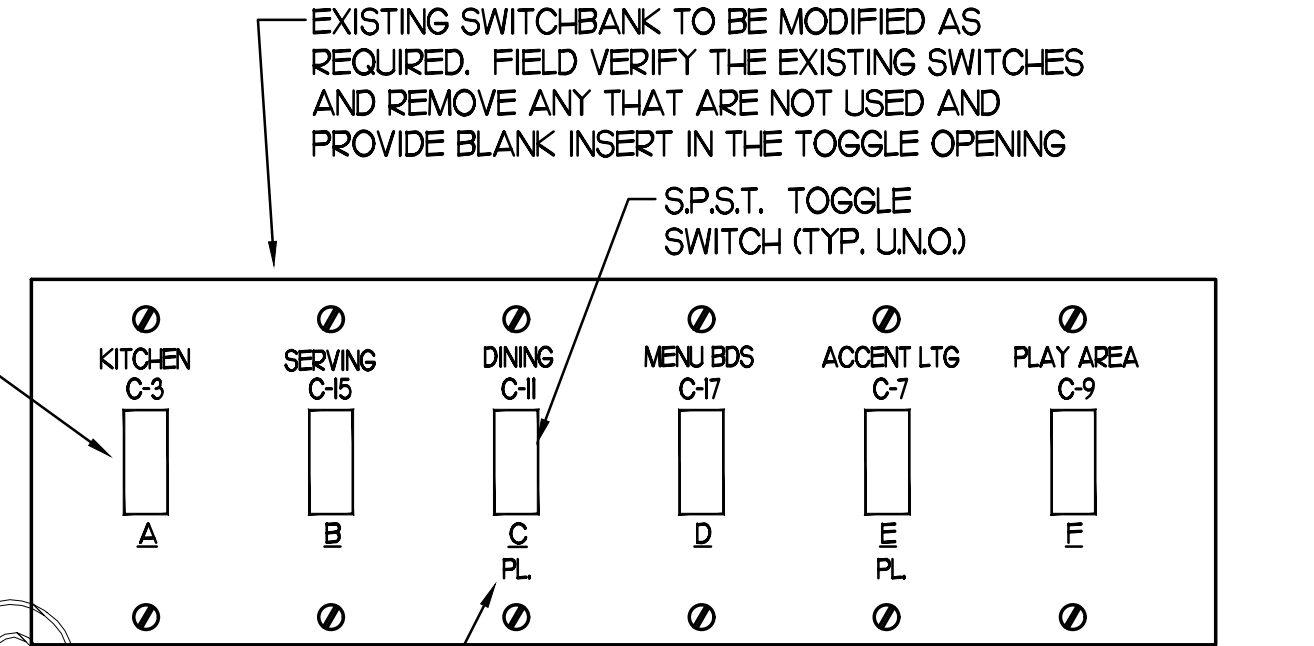 EXISTING SWITCHBANK TO BE MODIFIED AS
REQUIRED. FIELD VERIFY THE EXISTING SWITCHES
AND REMOVE ANY THAT ARE NOT USED AND
PROVIDE BLANK INSERT IN THE TOGGLE OPENING
S.P.S.T. TOGGLE
SWITCH (TYP. U.N.O.)
KITCHEN
C-3
A
SERVING
C-15
B
DINING
C-11
C
PL.
MENU BDS
C-17
D
ACCENT LTG
C-7
E
PL.
PLAY AREA
C-9
F